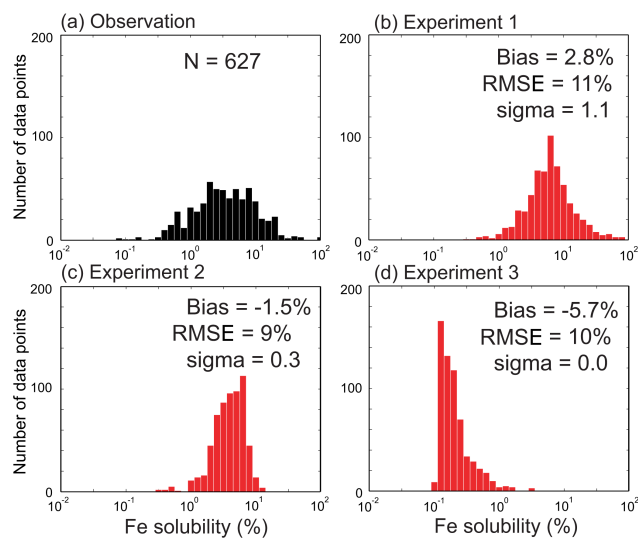 (a) Observation
(b) Experiment 1
200
N = 627
100
0
10^-2
10^0
10^1
10^2
Number of data points
200
Bias = 2.8%
RMSE = 11%
sigma = 1.1
100
0
10^-2
10^-1
10^0
10^1
10^2
(c) Experiment 2
(d) Experiment 3
200
Bias = -1.5%
RMSE = 9%
sigma = 0.3
100
0
10^-2
10^-1
10^0
10^1
10^2
Number of data points
Fe solubility (%)
200
Bias = -5.7%
RMSE = 10%
sigma = 0.0
100
0
10^-2
10^-1
10^0
10^1
10^2
Fe solubility (%)